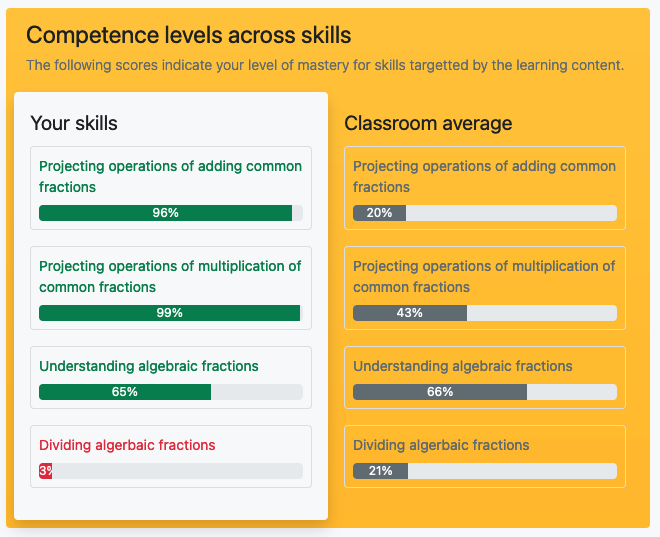 Competence levels across skills
The following scores indicate your level of mastery for skills targetted by the learning content.
Your skills
Projecting operations of adding common
fractions
96%
Projecting operations of multiplication of
common fractions
99%
Understanding algebraic fractions
65%
Dividing algerbaic fractions
3%
Classroom average
Projecting operations of adding common
fractions
20%
Projecting operations of multiplication of
common fractions
43%
Understanding algebraic fractions
66%
Dividing algerbaic fractions
21%